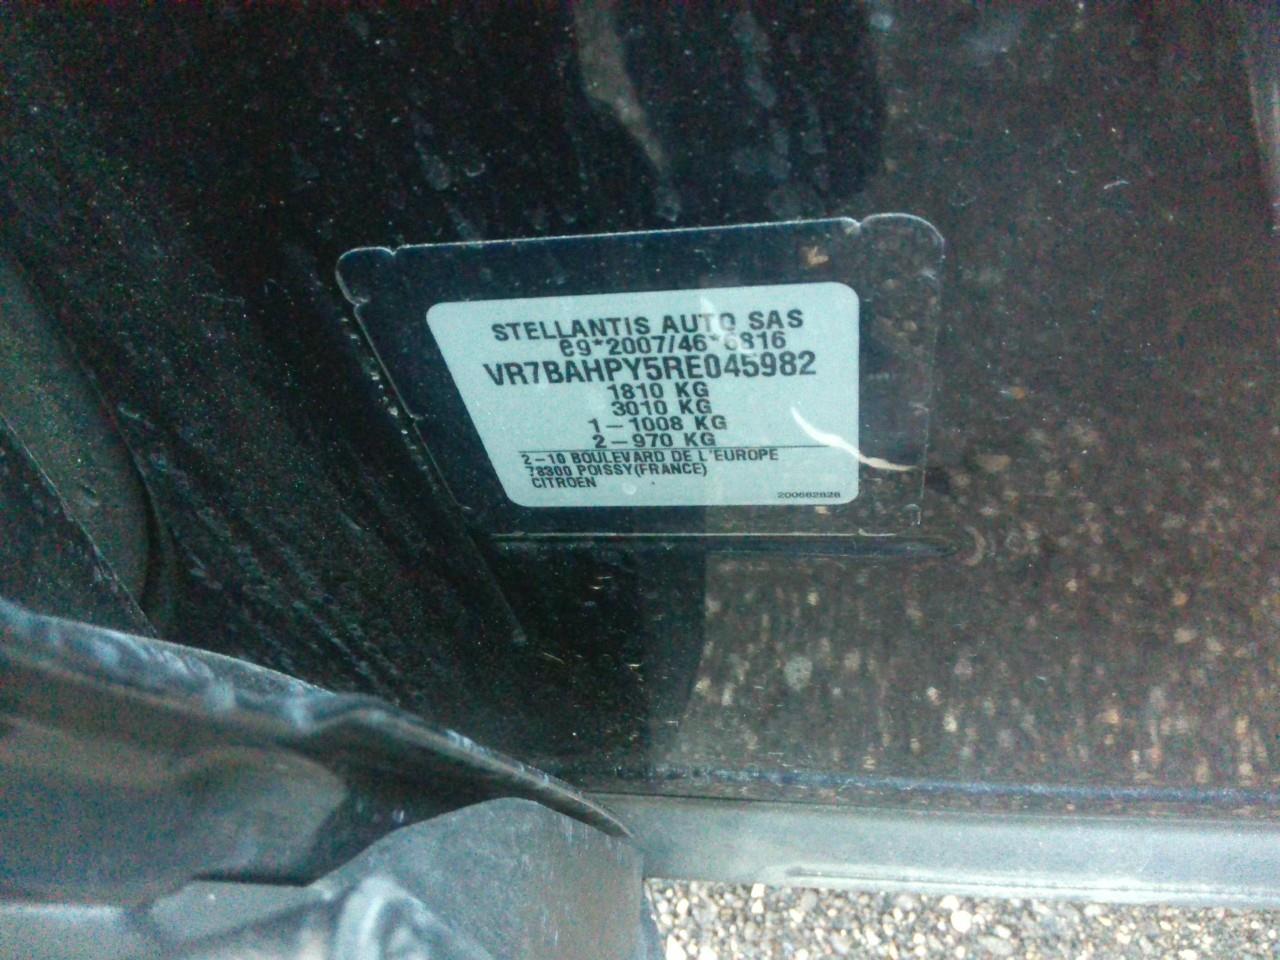 STELLANTIS AUTO SAS
e9*2007/46*6816
VR7BAHPY5RE045982
1810 KG
3010 KG
1-1008 KG
2-970 KG
2-10 BOULEVARD DE L'EUROPE
78300 POISSY(FRANCE)
CITROEN
200682828